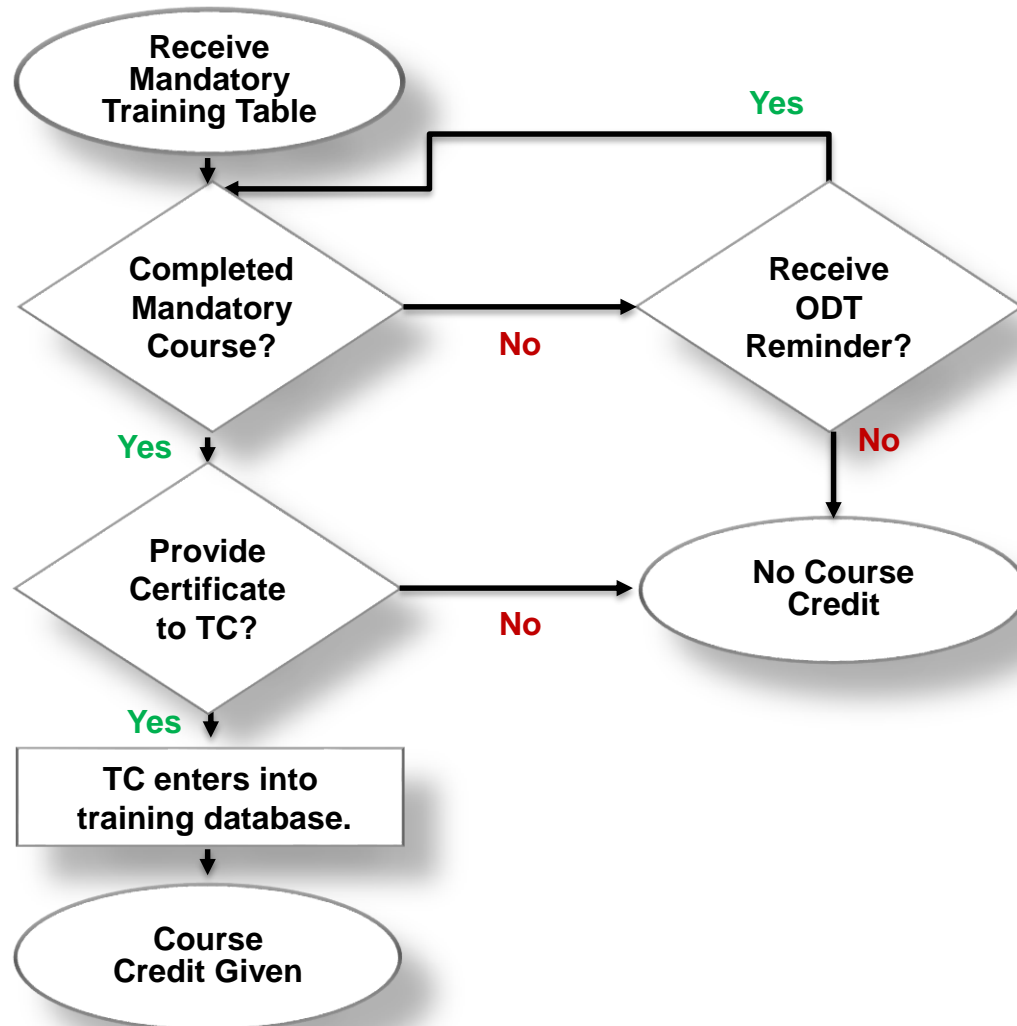 Receive
Mandatory
Training Table
Yes
Completed
Mandatory
Course?
No
Receive
ODT
Reminder?
Yes
No
Provide
Certificate
to TC?
No
No Course
Credit
Yes
TC enters into
training database.
Course
Credit Given